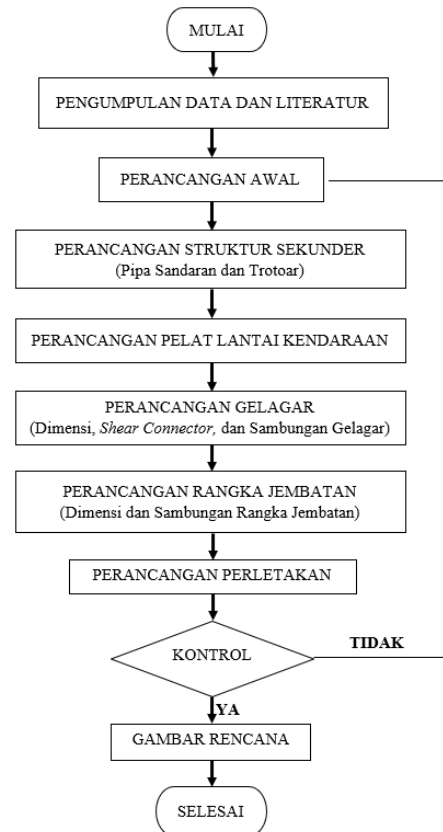 MULAI
PENGUMPULAN DATA DAN LITERATUR
PERANCANGAN AWAL
PERANCANGAN STRUKTUR SEKUNDER
(Pipa Sandaran dan Trotoar)
PERANCANGAN PELAT LANTAI KENDARAAN
PERANCANGAN GELAGAR
(Dimensi, Shear Connector, dan Sambungan Gelagar)
PERANCANGAN RANGKA JEMBATAN
(Dimensi dan Sambungan Rangka Jembatan)
PERANCANGAN PERLETAKAN
KONTROL
TIDAK
YA
GAMBAR RENCANA
SELESAI